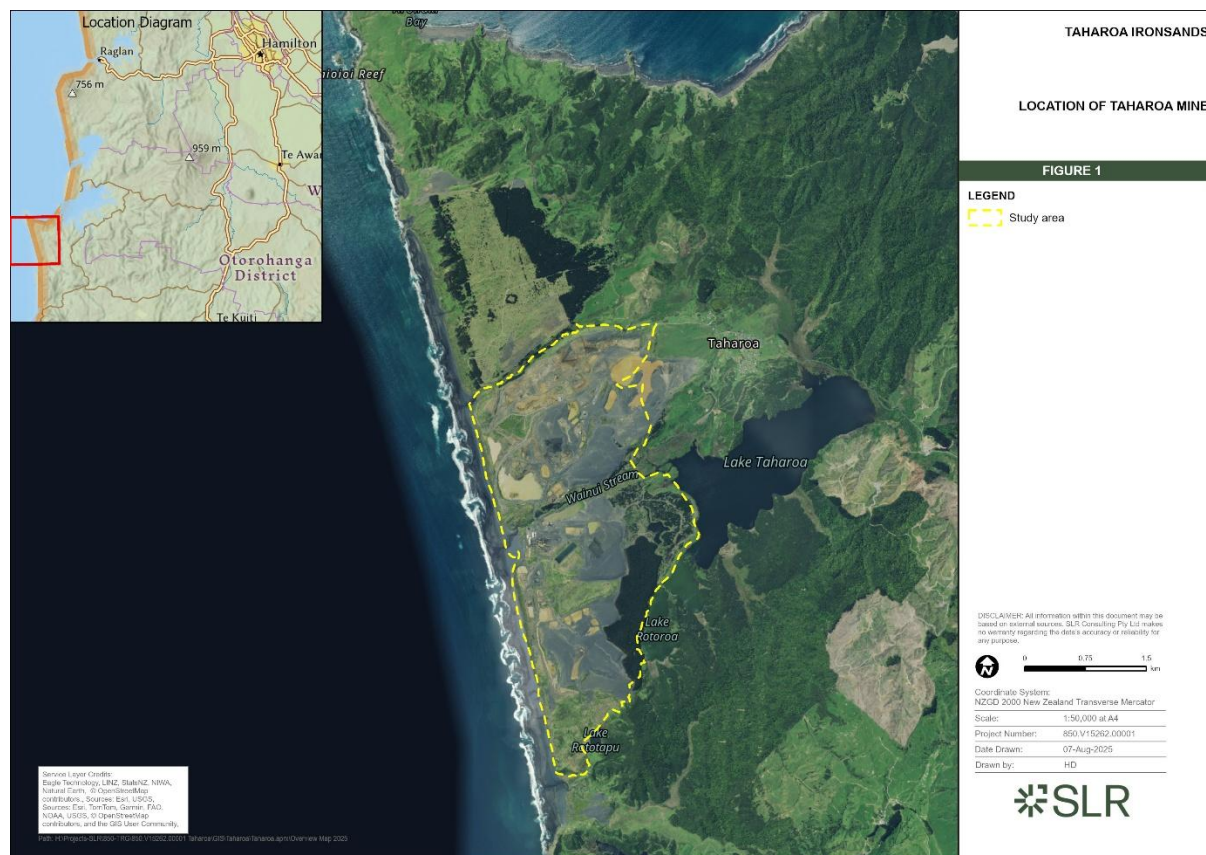 Location Diagram
Raglan
Hamilton
756 m
959 m
Te Awa
W
Otorohanga
District
Te Kuiti
Bay
Reef
Taharoa
Lake Taharoa
Wainui Stream
Lake
Rotoroa
Lake
Rototapu
TAHAROA IRONSANDS
LOCATION OF TAHAROA MINE
FIGURE 1
LEGEND
Study area
DISCLAIMER: All information within this document may be
based on external sources. SLR Consulting Pty Ltd makes
no warranty regarding the data's accuracy or reliability for
any purpose.
N
0 0.75 1.5
km
Coordinate System:
NZGD 2000 New Zealand Transverse Mercator
Scale: 1:50,000 at A4
Project Number: 850.V15262.00001
Date Drawn: 07-Aug-2025
Drawn by: HD
SLR
Service Layer Credits:
Eagle Technology, LINZ, StatsNZ, NIWA,
Natural Earth, © OpenStreetMap
contributors., Sources: Esri, USGS,
Sources: Esri, TomTom, Garmin, FAO,
NOAA, USGS, © OpenStreetMap
contributors, and the GIS User Community,